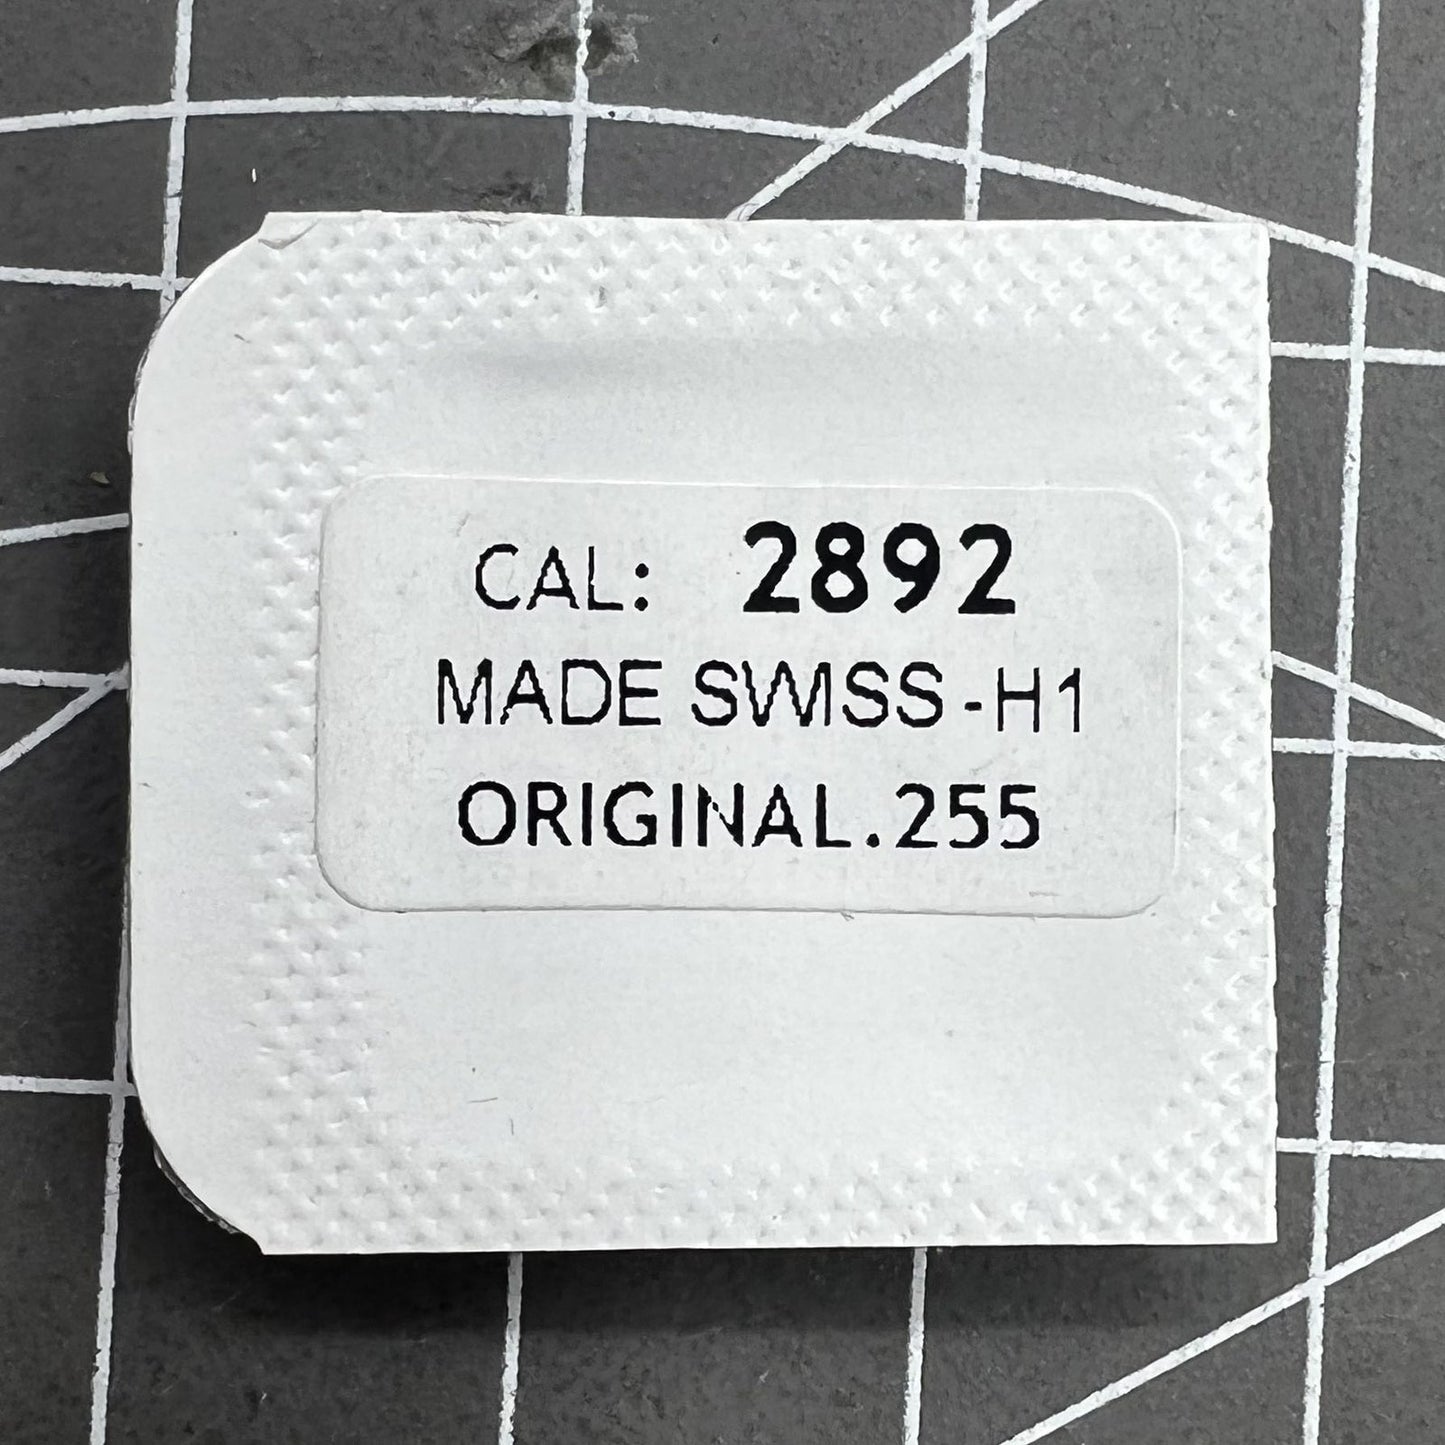 CAL: 2892
MADE SWISS-H1
ORIGINAL.255